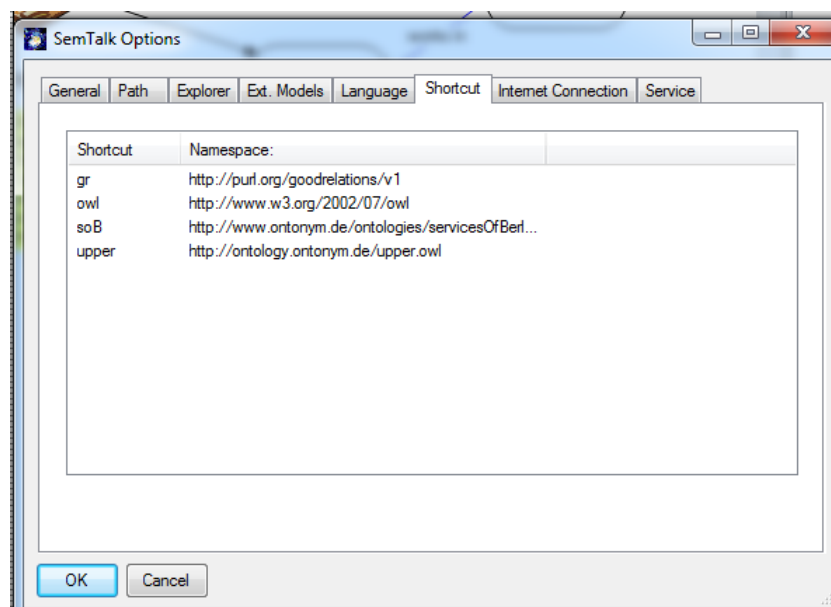 SemTalk Options
General Path Explorer Ext. Models Language Shortcut Internet Connection Service
Shortcut Namespace:
gr http://purl.org/goodrelations/v1
owl http://www.w3.org/2002/07/owl
soB http://www.ontonym.de/ontologies/servicesOfBerl...
upper http://ontology.ontonym.de/upper.owl
OK Cancel